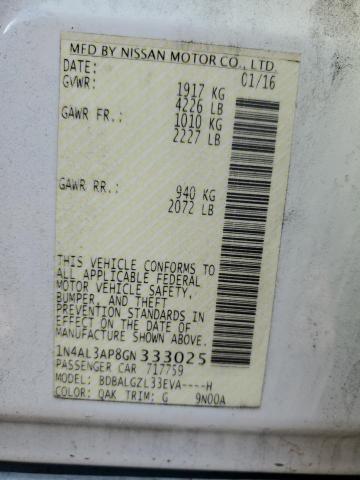 MFD BY NISSAN MOTOR CO., LTD.
DATE: 01/16
GVWR: 1917 KG
4226 LB
GAWR FR.: 1010 KG
2227 LB
GAWR RR.: 940 KG
2072 LB
THIS VEHICLE CONFORMS TO
ALL APPLICABLE FEDERAL
MOTOR VEHICLE SAFETY,
BUMPER, AND THEFT
PREVENTION STANDARDS IN
EFFECT ON THE DATE OF
MANUFACTURE SHOWN ABOVE.
1N4AL3AP8GN333025
PASSENGER CAR 717759
MODEL: BDBALGZL33EVA----H
COLOR: QAK TRIM: G 9N00A